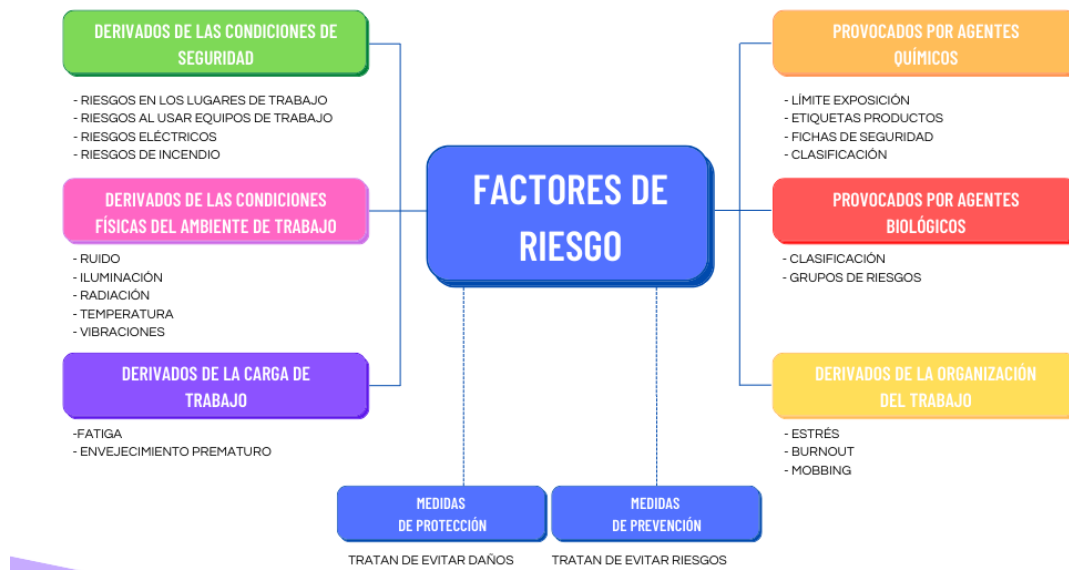 DERIVADOS DE LAS CONDICIONES DE
SEGURIDAD
- RIESGOS EN LOS LUGARES DE TRABAJO
- RIESGOS AL USAR EQUIPOS DE TRABAJO
- RIESGOS ELÉCTRICOS
- RIESGOS DE INCENDIO
DERIVADOS DE LAS CONDICIONES
FÍSICAS DEL AMBIENTE DE TRABAJO
- RUIDO
- ILUMINACIÓN
- RADIACIÓN
- TEMPERATURA
- VIBRACIONES
DERIVADOS DE LA CARGA DE
TRABAJO
-FATIGA
- ENVEJECIMIENTO PREMATURO
FACTORES DE
RIESGO
PROVOCADOS POR AGENTES
QUÍMICOS
- LÍMITE EXPOSICIÓN
- ETIQUETAS PRODUCTOS
- FICHAS DE SEGURIDAD
- CLASIFICACIÓN
PROVOCADOS POR AGENTES
BIOLÓGICOS
- CLASIFICACIÓN
- GRUPOS DE RIESGOS
DERIVADOS DE LA ORGANIZACIÓN
DEL TRABAJO
- ESTRÉS
- BURNOUT
- MOBBING
MEDIDAS
DE PROTECCIÓN
TRATAN DE EVITAR DAÑOS
MEDIDAS
DE PREVENCIÓN
TRATAN DE EVITAR RIESGOS